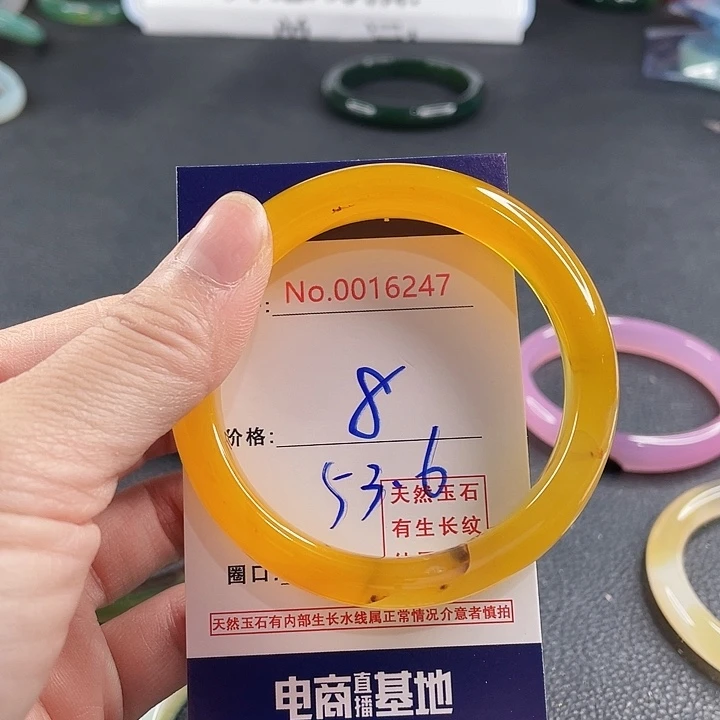 No.0016247
8
价格:
53.6
天然玉石
有生长纹
圈口:
天然玉石有内部生长水线属正常情况介意者慎拍
电商直播基地